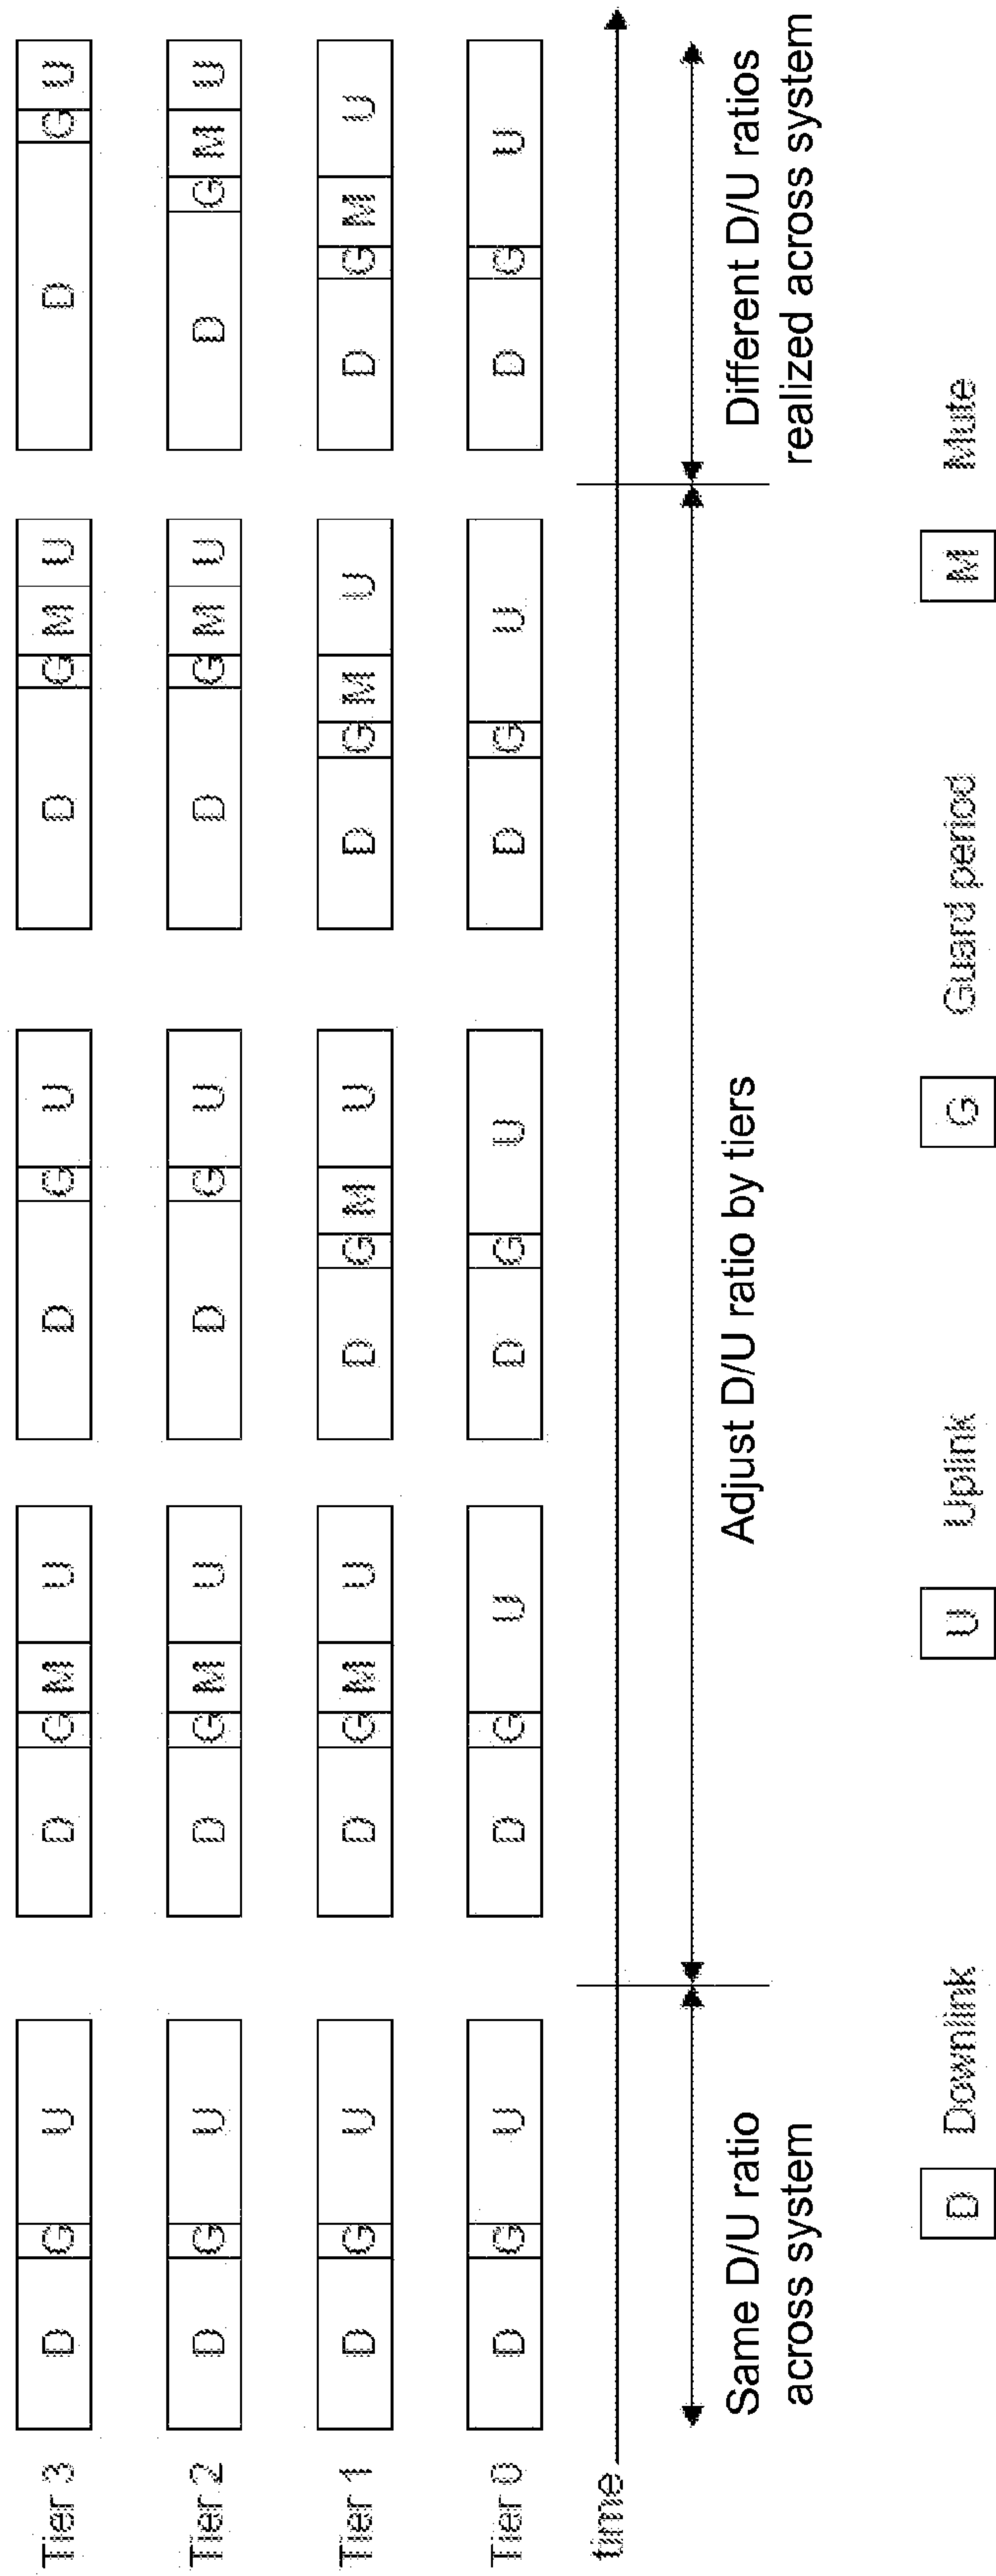 Tier 3 D G U D G M U D G U D G M U D G U
Tier 2 D G U D G M U D G U D G M U D G M U
Tier 1 D G U D G M U D G M U D G M U D G M U
Tier 0 D G U D G U D G U D G U D G U
time
Same D/U ratio
across system
Adjust D/U ratio by tiers
Different D/U ratios
realized across system
D Downlink U Uplink G Guard period M Mute